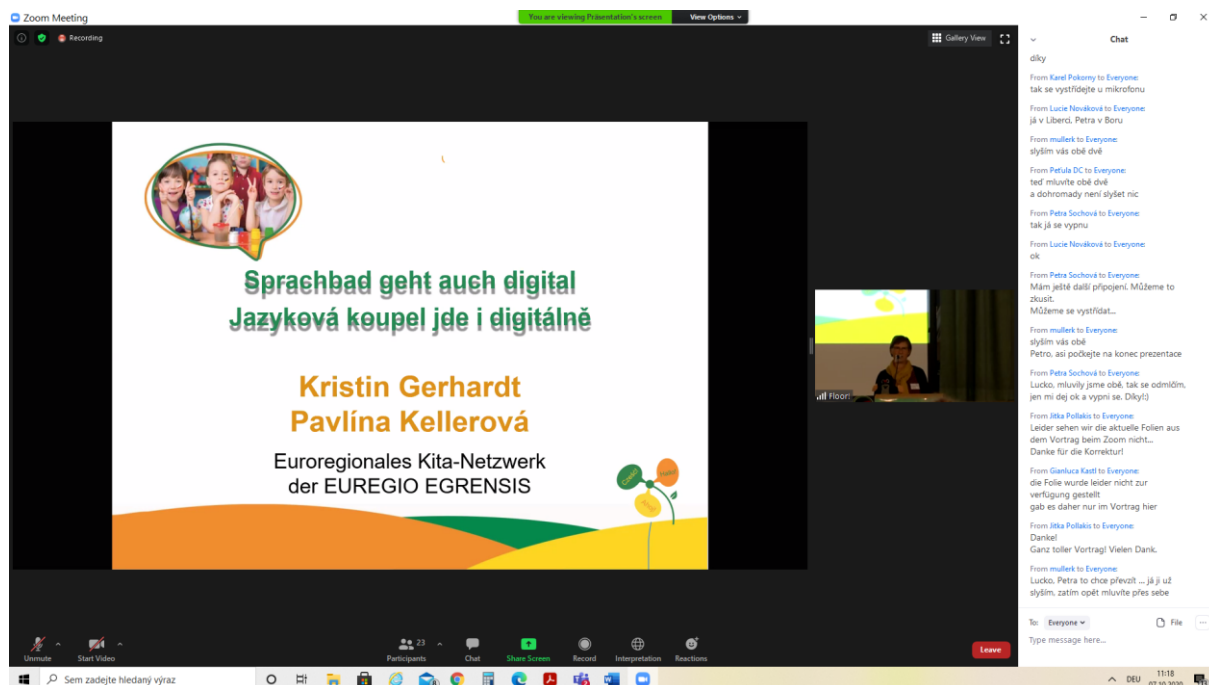 Zoom Meeting
You are viewing Präsentation's screen
View Options
Recording
Gallery View
Sprachbad geht auch digital
Jazyková koupel jde i digitálně
Kristin Gerhardt
Pavlína Kellerová
Euroregionales Kita-Netzwerk
der EUREGIO EGRENSIS
Hallo!
Floor!
Chat
díky
From Karel Pokorny to Everyone:
tak se vystřídejte u mikrofonu
From Lucie Nováková to Everyone:
já v Liberci, Petra v Boru
From mullerk to Everyone:
slyším vás obě dvě
From Petula DC to Everyone:
teď mluvíte obě dvě
a dohromady není slyšet nic
From Petra Sochová to Everyone:
tak já se vypnu
From Lucie Nováková to Everyone:
ok
From Petra Sochová to Everyone:
Mám ještě další připojení. Můžeme to
zkusit.
Můžeme se vystřídat...
From mullerk to Everyone:
slyším vás obě
Petro, asi počkejte na konec prezentace
From Petra Sochová to Everyone:
Lucko, mluvily jsme obě, tak se odmlčím,
jen mi dej ok a vypni se. Díky!:)
From Jitka Pollakis to Everyone:
Leider sehen wir die aktuelle Folien aus
dem Vortrag beim Zoom nicht...
Danke für die Korrektur!
From Gianluca Kastl to Everyone:
die Folie wurde leider nicht zur
verfügung gestellt
gab es daher nur im Vortrag hier
From Jitka Pollakis to Everyone:
Danke!
Ganz toller Vortrag! Vielen Dank.
From mullerk to Everyone:
Lucko, Petra to chce převzít ... já ji už
slyším, zatím opět mluvíte přes sebe
To: Everyone
File
Type message here...
Unmute
Start Video
23
Participants
Chat
Share Screen
Record
Interpretation
Reactions
Leave
Sem zadejte hledaný výraz
DEU
11:18
07.10.2020